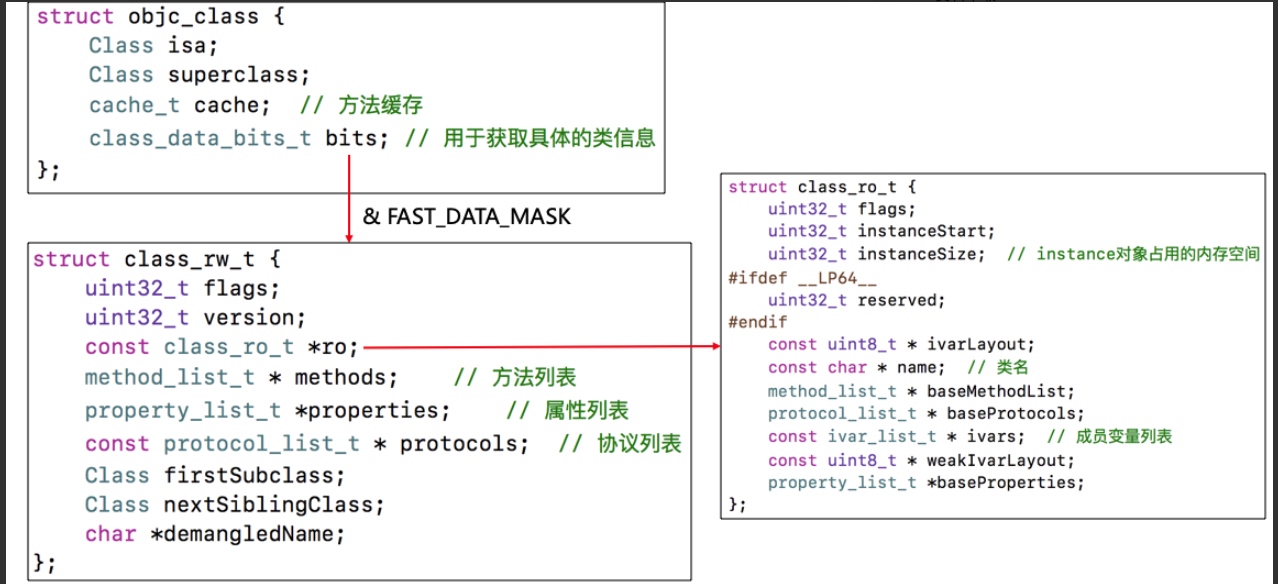 struct objc_class {
Class isa;
Class superclass;
cache_t cache; // 方法缓存
class_data_bits_t bits; // 用于获取具体的类信息
};
& FAST_DATA_MASK
struct class_rw_t {
uint32_t flags;
uint32_t version;
const class_ro_t *ro;
method_list_t * methods; // 方法列表
property_list_t *properties; // 属性列表
const protocol_list_t * protocols; // 协议列表
Class firstSubclass;
Class nextSiblingClass;
char *demangledName;
};
struct class_ro_t {
uint32_t flags;
uint32_t instanceStart;
uint32_t instanceSize; // instance对象占用的内存空间
#ifdef __LP64__
uint32_t reserved;
#endif
const uint8_t * ivarLayout;
const char * name; // 类名
method_list_t * baseMethodList;
protocol_list_t * baseProtocols;
const ivar_list_t * ivars; // 成员变量列表
const uint8_t * weakIvarLayout;
property_list_t *baseProperties;
};